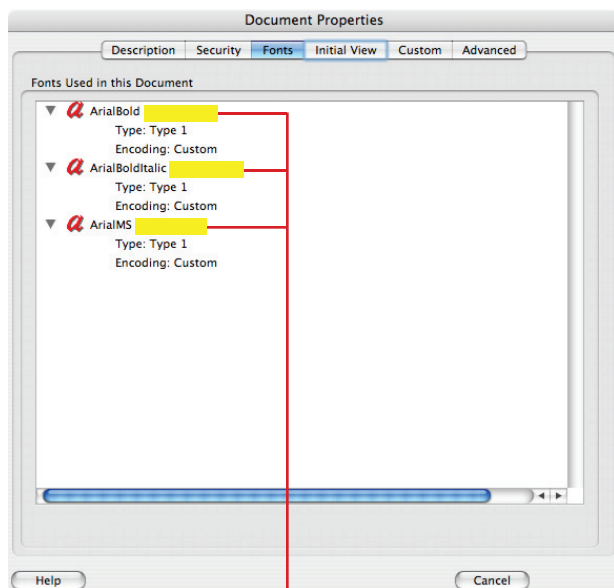 Document Properties
Description Security Fonts Initial View Custom Advanced
Fonts Used in this Document
ArialBold
Type: Type 1
Encoding: Custom
ArialBoldItalic
Type: Type 1
Encoding: Custom
ArialMS
Type: Type 1
Encoding: Custom
Help Cancel